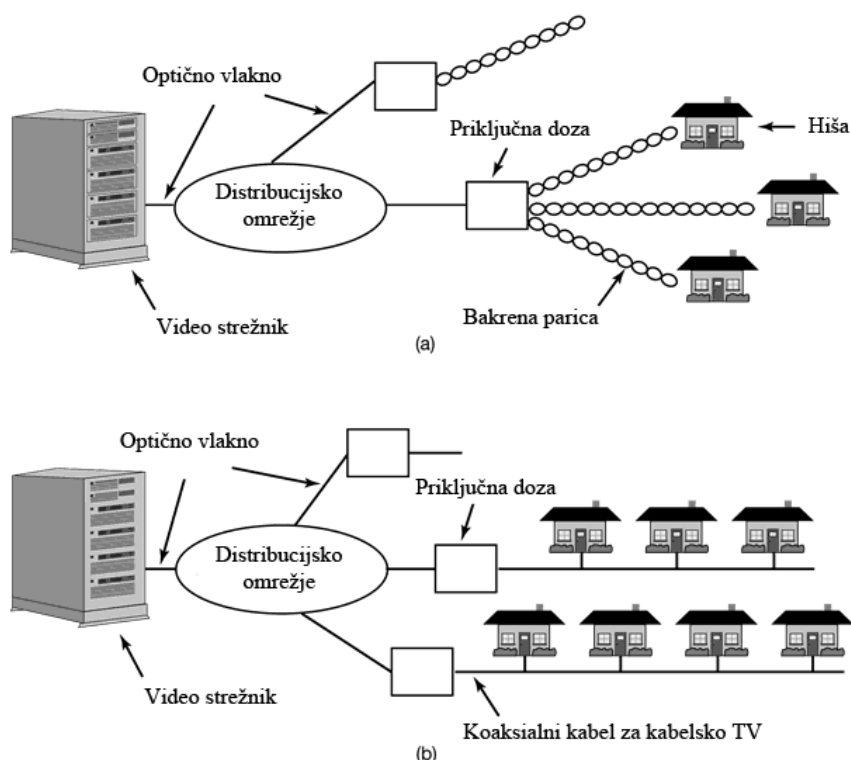 Optično vlakno
Priključna doza
Hiša
Distribucijsko
omrežje
Video strežnik
Bakrena parica
(a)
Optično vlakno
Priključna doza
Distribucijsko
omrežje
Video strežnik
Koaksialni kabel za kabelsko TV
(b)